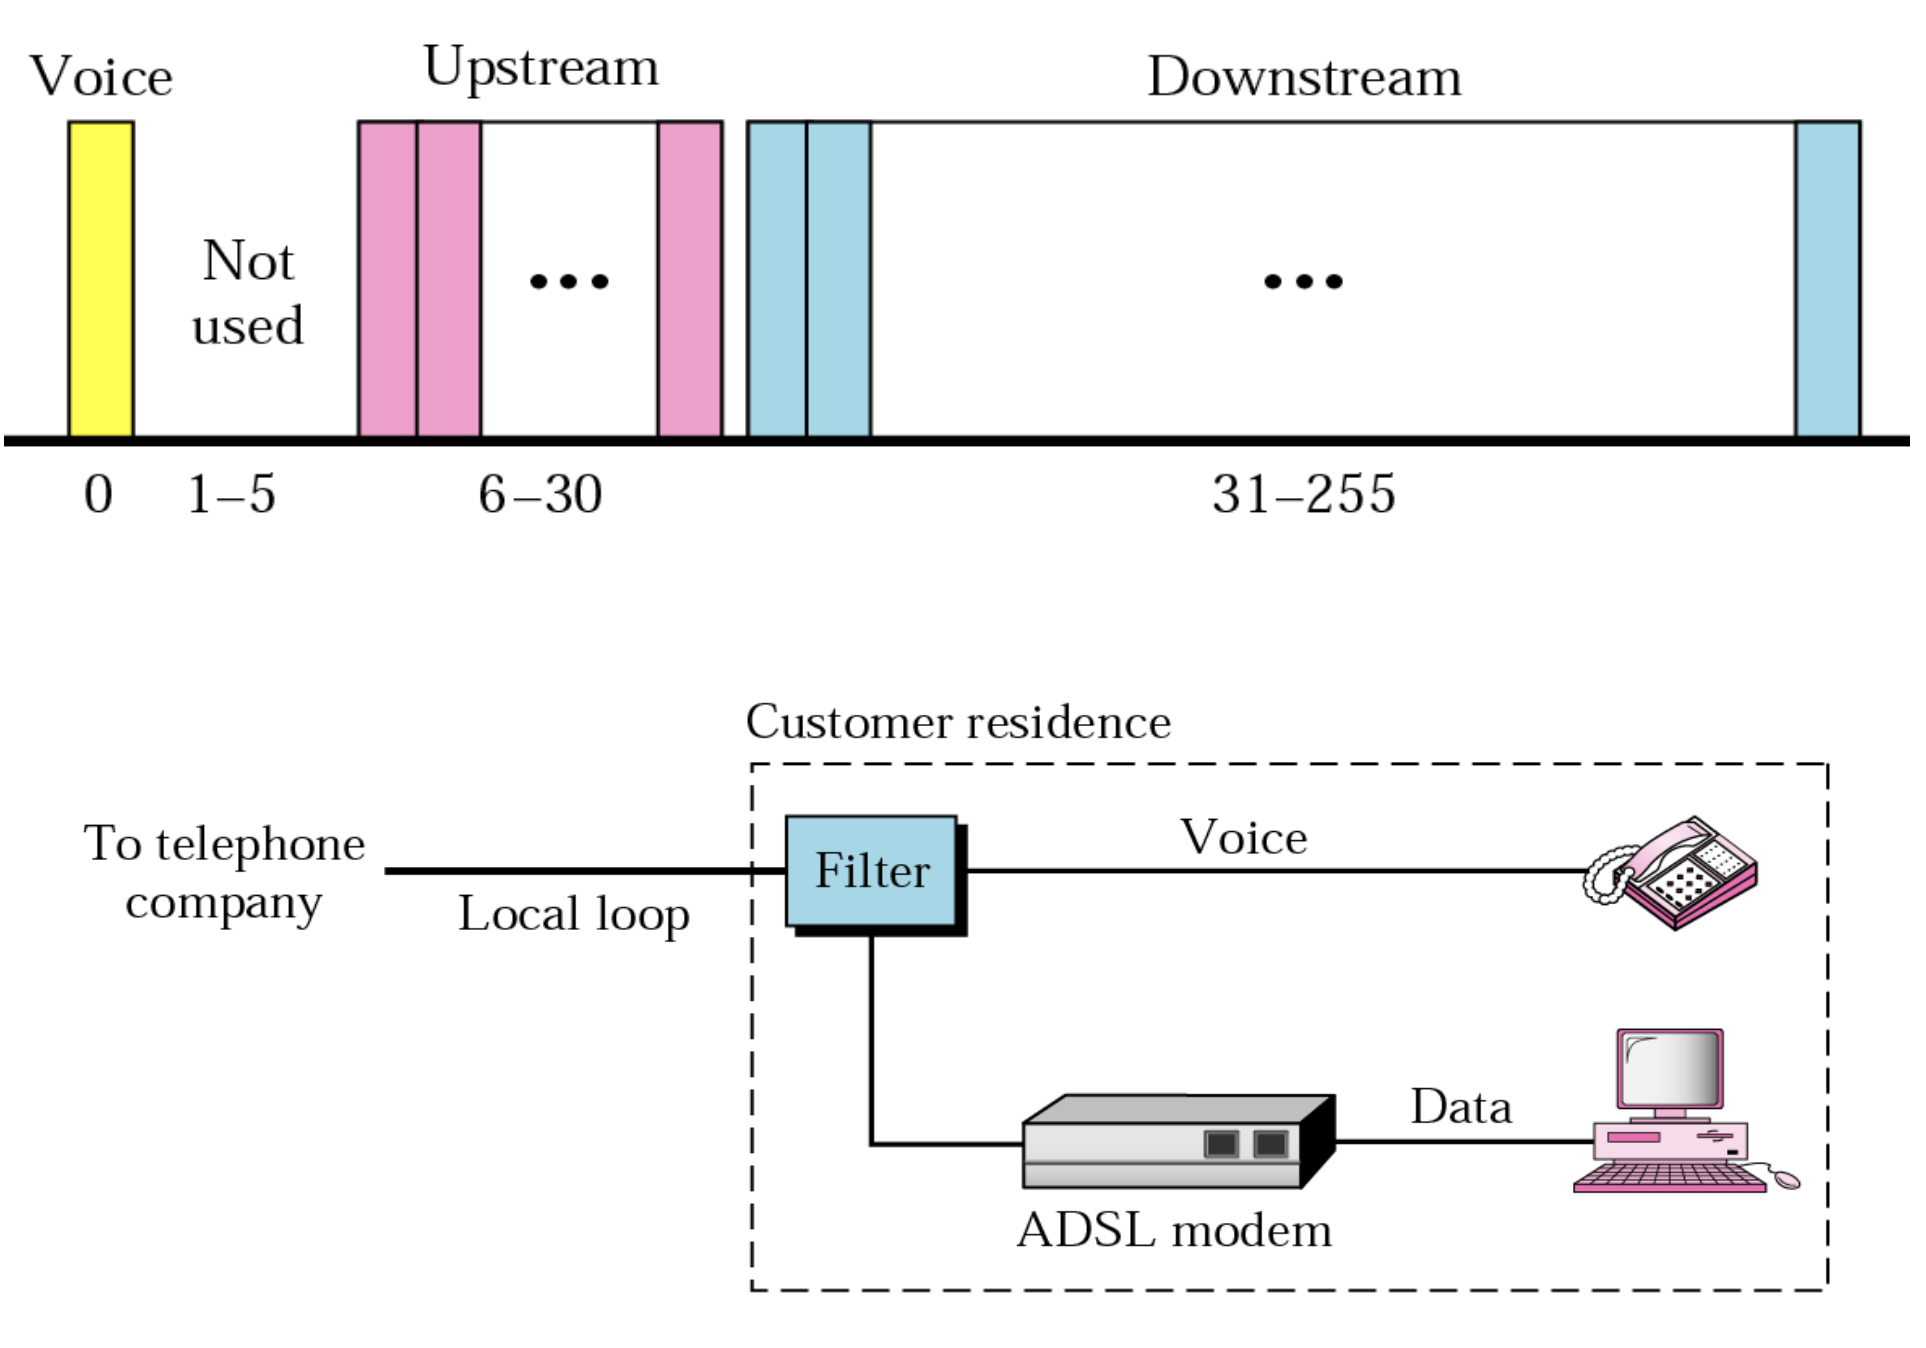 Voice
Upstream
Downstream
Not
used
0
1–5
6–30
31–255
Customer residence
To telephone
company
Local loop
Filter
Voice
Data
ADSL modem